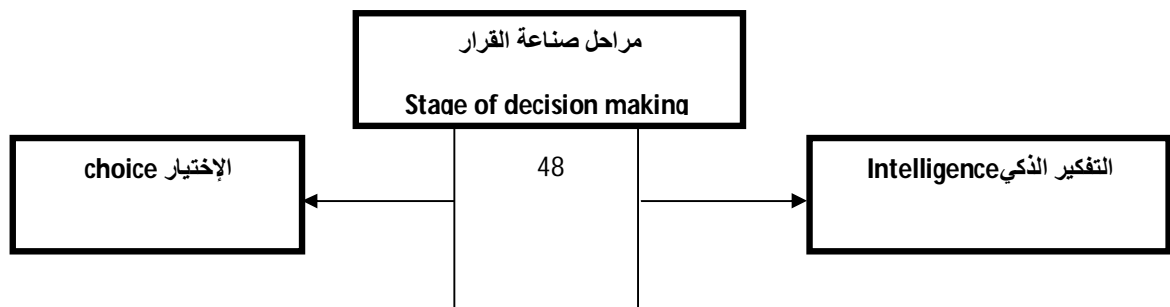 مراحل صناعة القرار
Stage of decision making
الإختيار choice
48
التفكير الذكيIntelligence